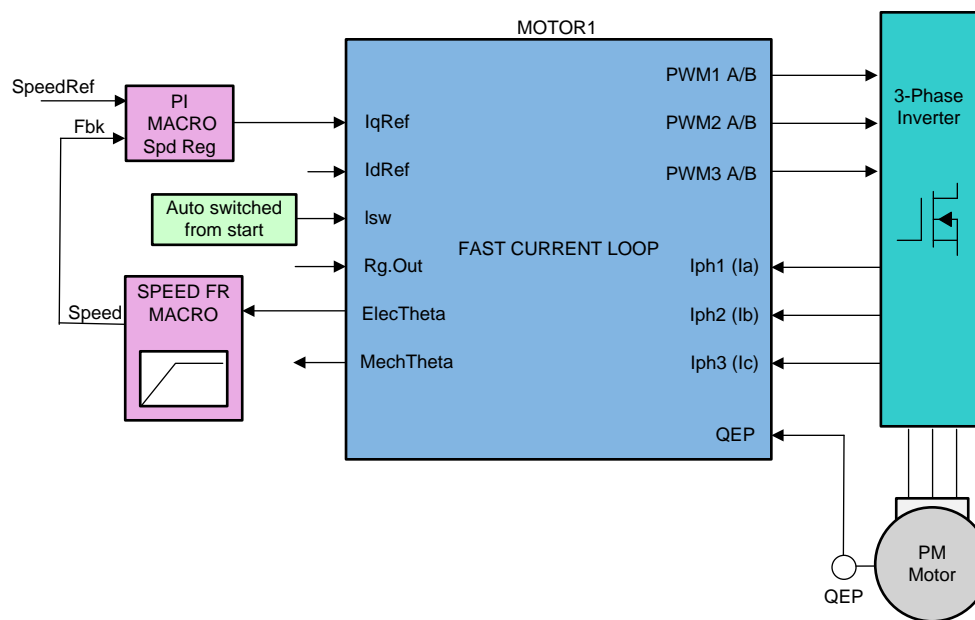 MOTOR1
SpeedRef
Fbk
PI
MACRO
Spd Reg
Auto switched
from start
SPEED FR
MACRO
Speed
IqRef
IdRef
Isw
Rg.Out
ElecTheta
MechTheta
FAST CURRENT LOOP
PWM1 A/B
PWM2 A/B
PWM3 A/B
Iph1 (Ia)
Iph2 (Ib)
Iph3 (Ic)
QEP
3-Phase
Inverter
PM
Motor
QEP